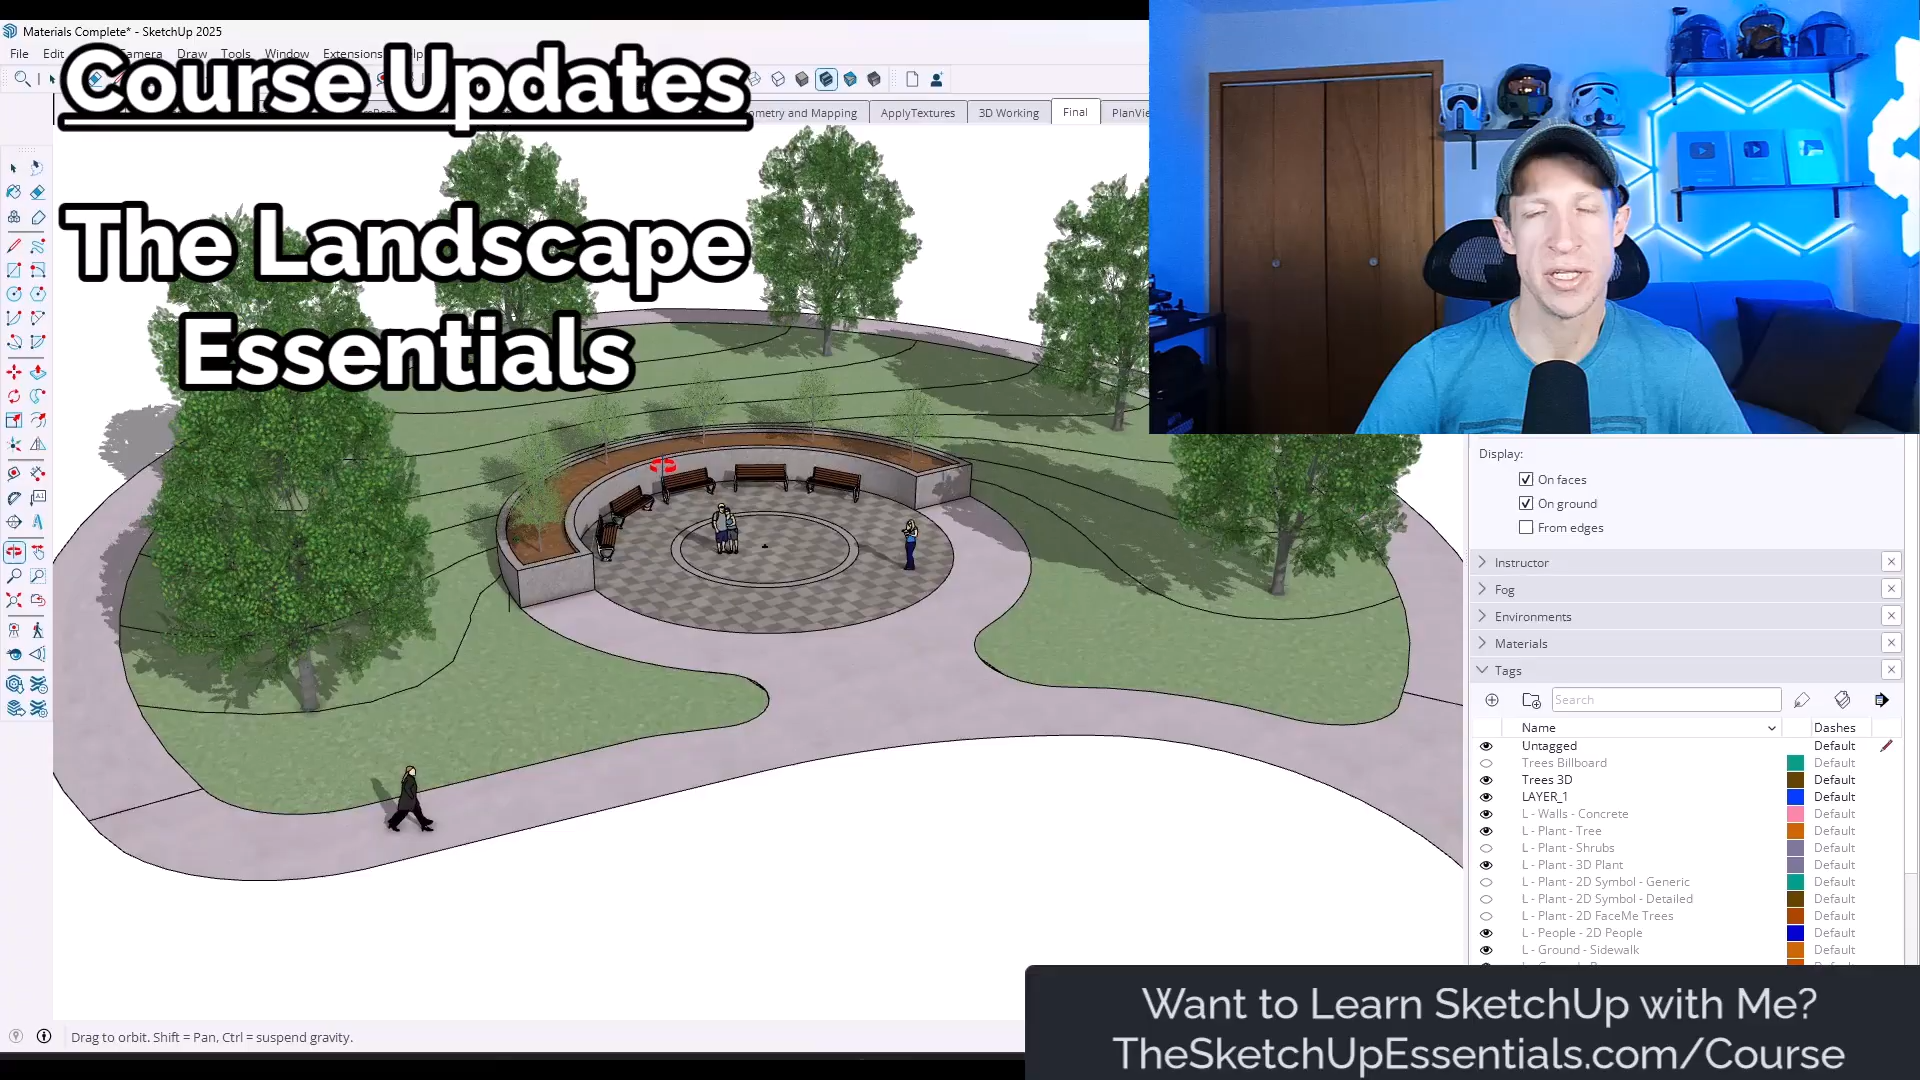 Materials Complete* - SketchUp 2025
File Edit Draw Tools Window Extensions
Course Updates
ApplyTextures 3D Working Final
The Landscape
Essentials
Display:
On faces
On ground
From edges
Instructor
Fog
Environments
Materials
Tags
Search
Name Dashes
Untagged Default
Trees Billboard Default
Trees 3D Default
LAYER_1 Default
L - Walls - Concrete Default
L - Plant - Tree Default
L - Plant - Shrubs Default
L - Plant - 3D Plant Default
L - Plant - 2D Symbol - Generic Default
L - Plant - 2D Symbol - Detailed Default
L - Plant - 2D FaceMe Trees Default
L - People - 2D People Default
L - Ground - Sidewalk Default
Want to Learn SketchUp with Me?
TheSketchUpEssentials.com/Course
Drag to orbit. Shift = Pan, Ctrl = suspend gravity.